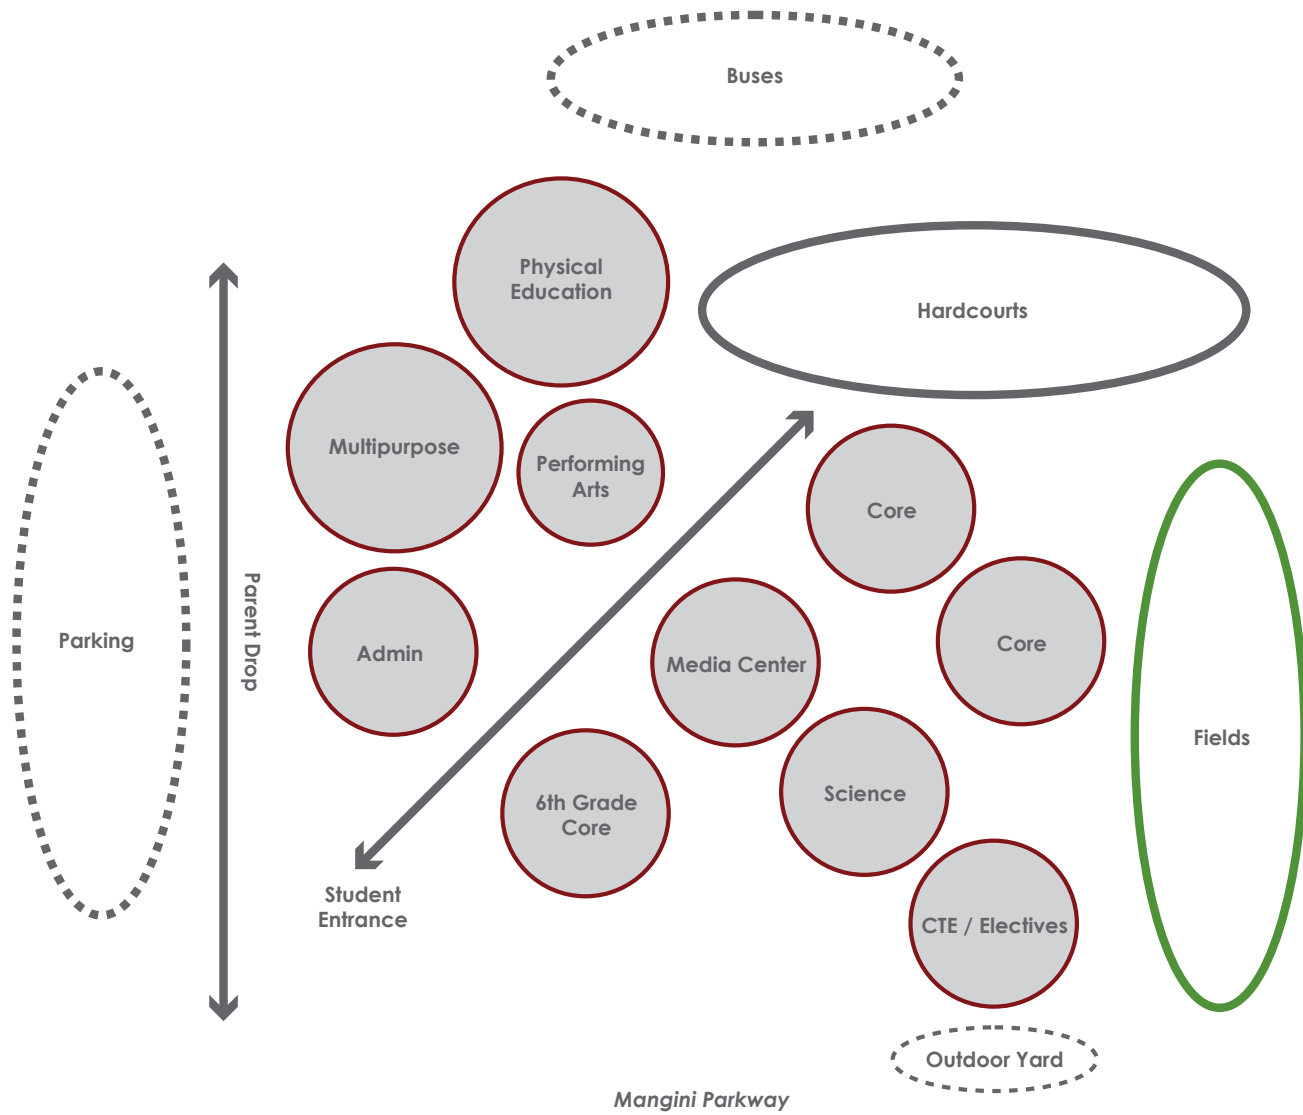 Buses
Physical
Education
Hardcourts
Multipurpose
Performing
Arts
Core
Parent Drop
Parking
Admin
Media Center
Core
Fields
6th Grade
Core
Science
Student
Entrance
CTE / Electives
Outdoor Yard
Mangini Parkway